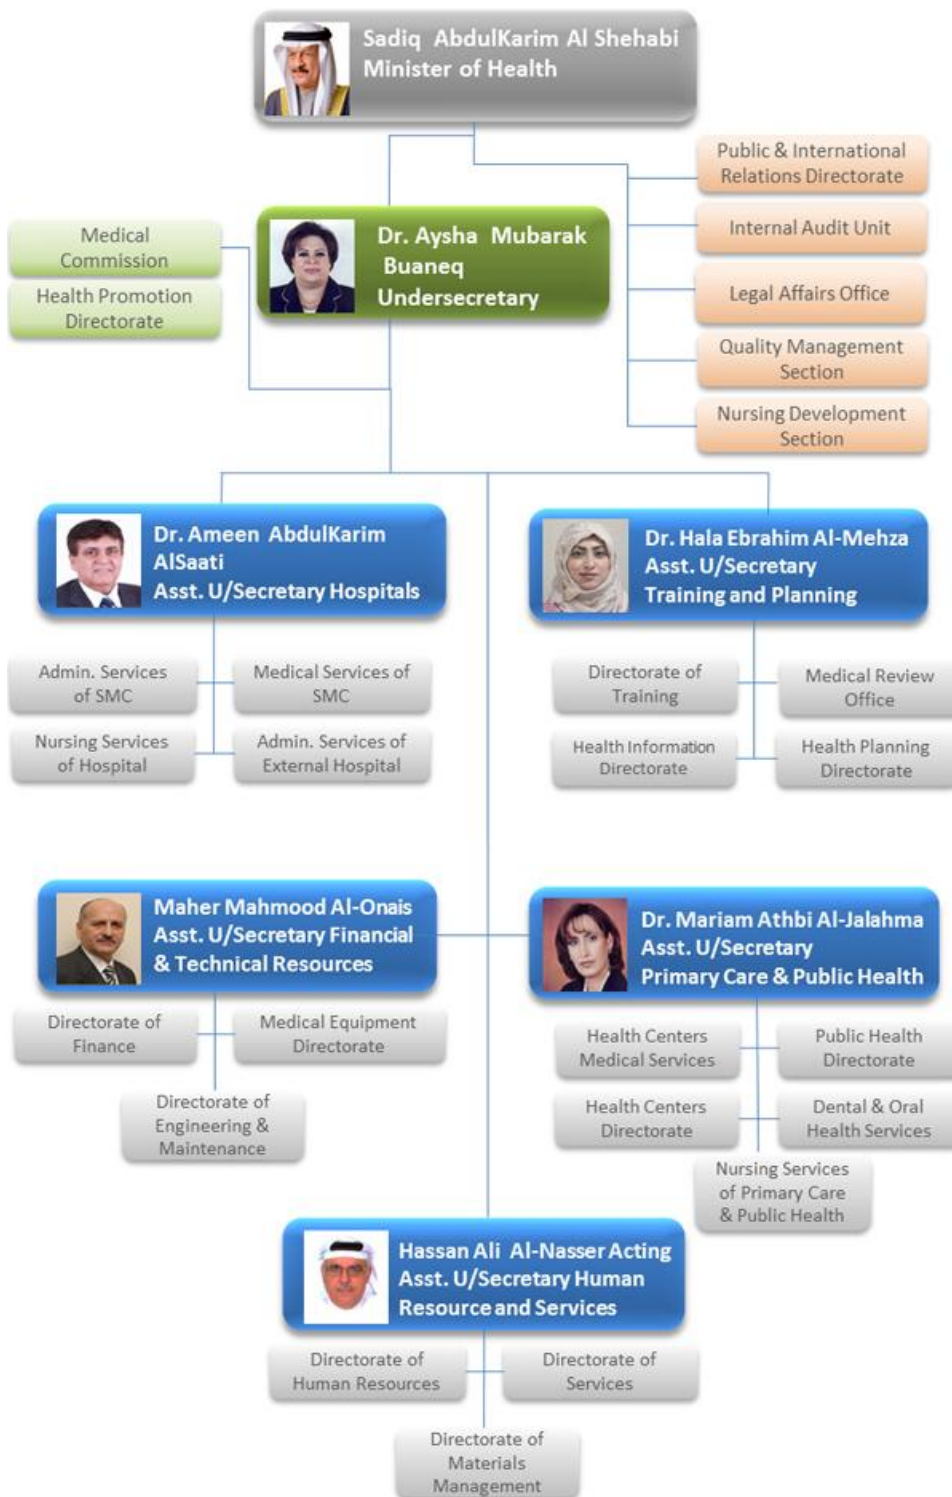 Sadiq AbdulKarim Al Shehabi
Minister of Health
Public & International
Relations Directorate
Internal Audit Unit
Legal Affairs Office
Quality Management
Section
Nursing Development
Section
Medical
Commission
Health Promotion
Directorate
Dr. Aysha Mubarak
Buaneq
Undersecretary
Dr. Ameen AbdulKarim
AlSaati
Asst. U/Secretary Hospitals
Admin. Services
of SMC
Medical Services of
SMC
Nursing Services
of Hospital
Admin. Services of
External Hospital
Dr. Hala Ebrahim Al-Mehza
Asst. U/Secretary
Training and Planning
Directorate of
Training
Medical Review
Office
Health Information
Directorate
Health Planning
Directorate
Maher Mahmood Al-Onais
Asst. U/Secretary Financial
& Technical Resources
Directorate of
Finance
Medical Equipment
Directorate
Directorate of
Engineering &
Maintenance
Dr. Mariam Athbi Al-Jalahma
Asst. U/Secretary
Primary Care & Public Health
Health Centers
Medical Services
Public Health
Directorate
Health Centers
Directorate
Dental & Oral
Health Services
Nursing Services
of Primary Care
& Public Health
Hassan Ali Al-Nasser Acting
Asst. U/Secretary Human
Resource and Services
Directorate of
Human Resources
Directorate of
Services
Directorate of
Materials
Management